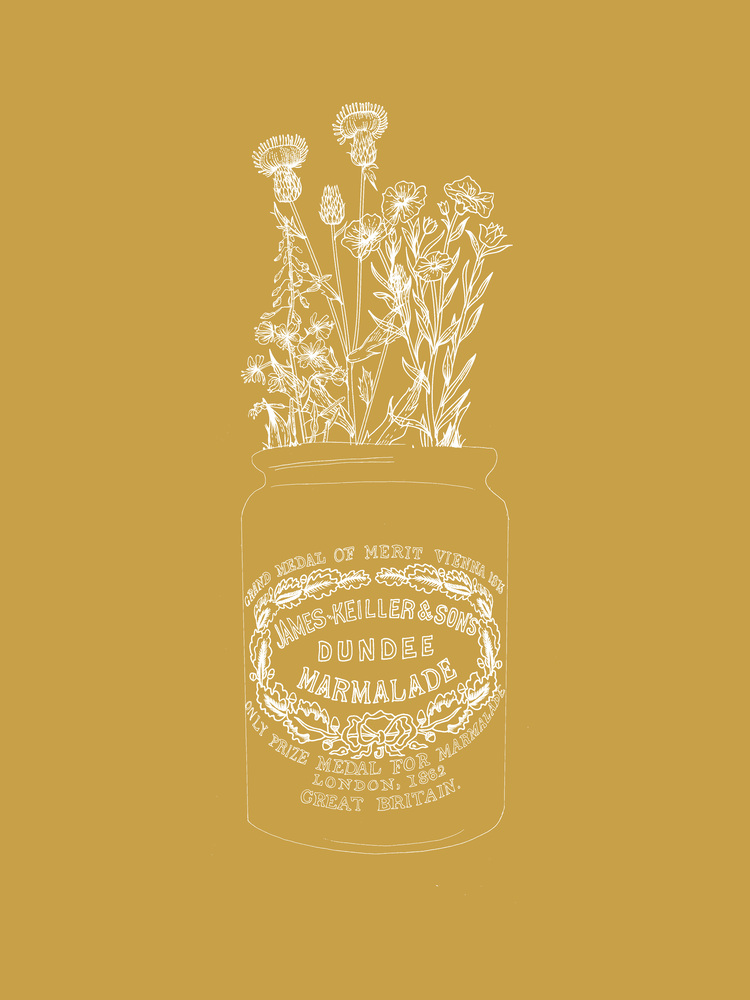 GRAND MEDAL OF MERIT VIENNA 1873
JAMES KEILLER & SON'S
DUNDEE
MARMALADE
ONLY PRIZE MEDAL FOR MARMALADE
LONDON, 1862
GREAT BRITAIN.